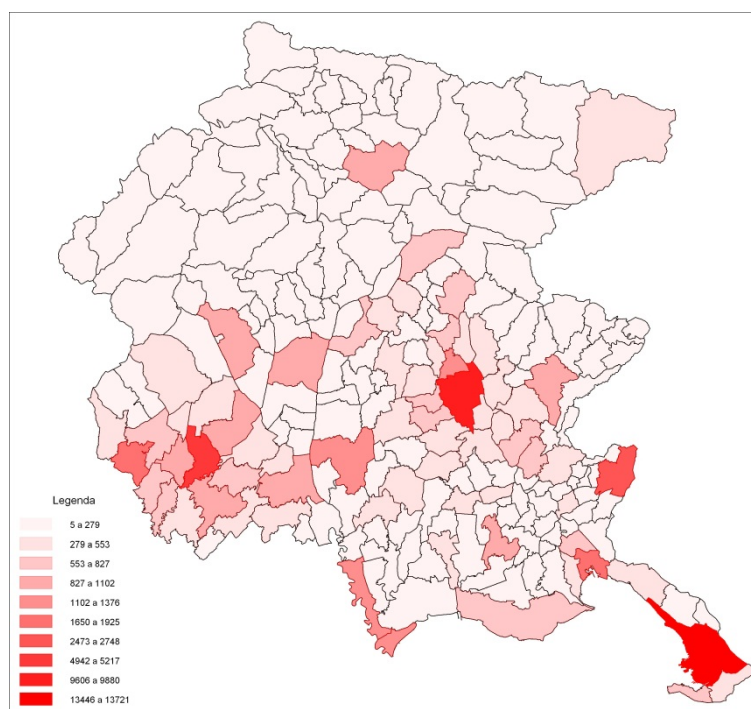 Legenda
5 a 279
279 a 553
553 a 827
827 a 1102
1102 a 1376
1650 a 1925
2473 a 2748
4942 a 5217
9606 a 9880
13446 a 13721